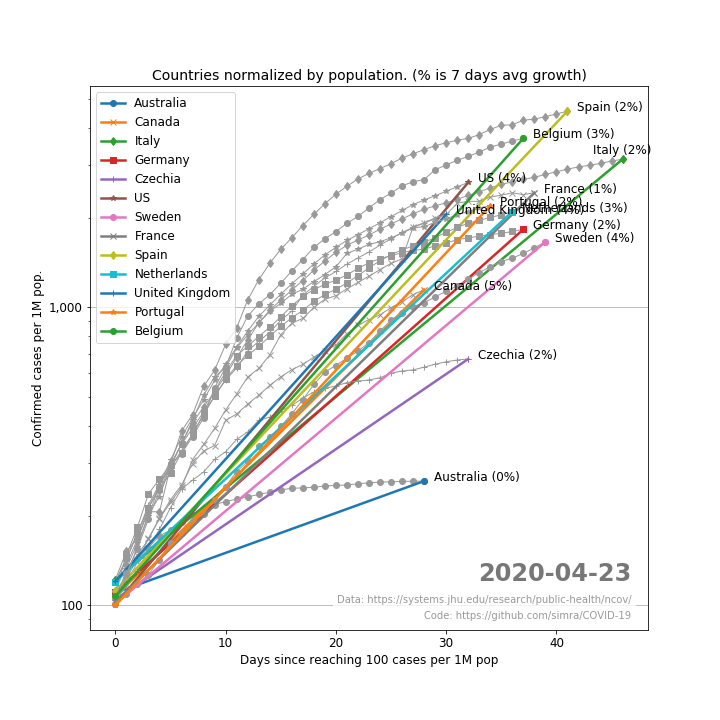 Countries normalized by population. (% is 7 days avg growth)
Australia
Canada
Italy
Germany
Czechia
US
Sweden
France
Spain
Netherlands
United Kingdom
Portugal
Belgium
Spain (2%)
Belgium (3%)
Italy (2%)
US (4%)
France (1%)
Portugal (2%)
Netherlands (3%)
United Kingdom
Germany (2%)
Sweden (4%)
Canada (5%)
Czechia (2%)
Australia (0%)
1,000
100
Confirmed cases per 1M pop.
2020-04-23
Data: https://systems.jhu.edu/research/public-health/ncov/
Code: https://github.com/simra/COVID-19
0 10 20 30 40
Days since reaching 100 cases per 1M pop